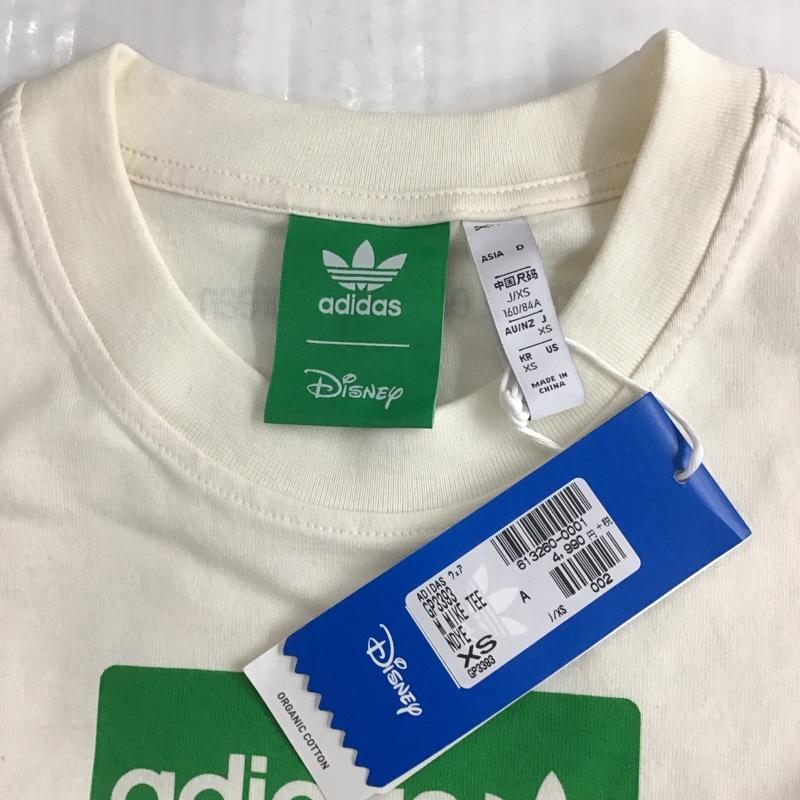 adidas
Disney
ASIA D
中国尺码
J/XS
160/84A
AU/NZ J
XS
KR US
XS
MADE IN
CHINA
613260-0001
4,990 円+税
ADIDAS ウェア
GP3383
M MIKE TEE
NDYE
A
XS
GP3383
J/XS
002
Disney
ORGANIC COTTON
adidas